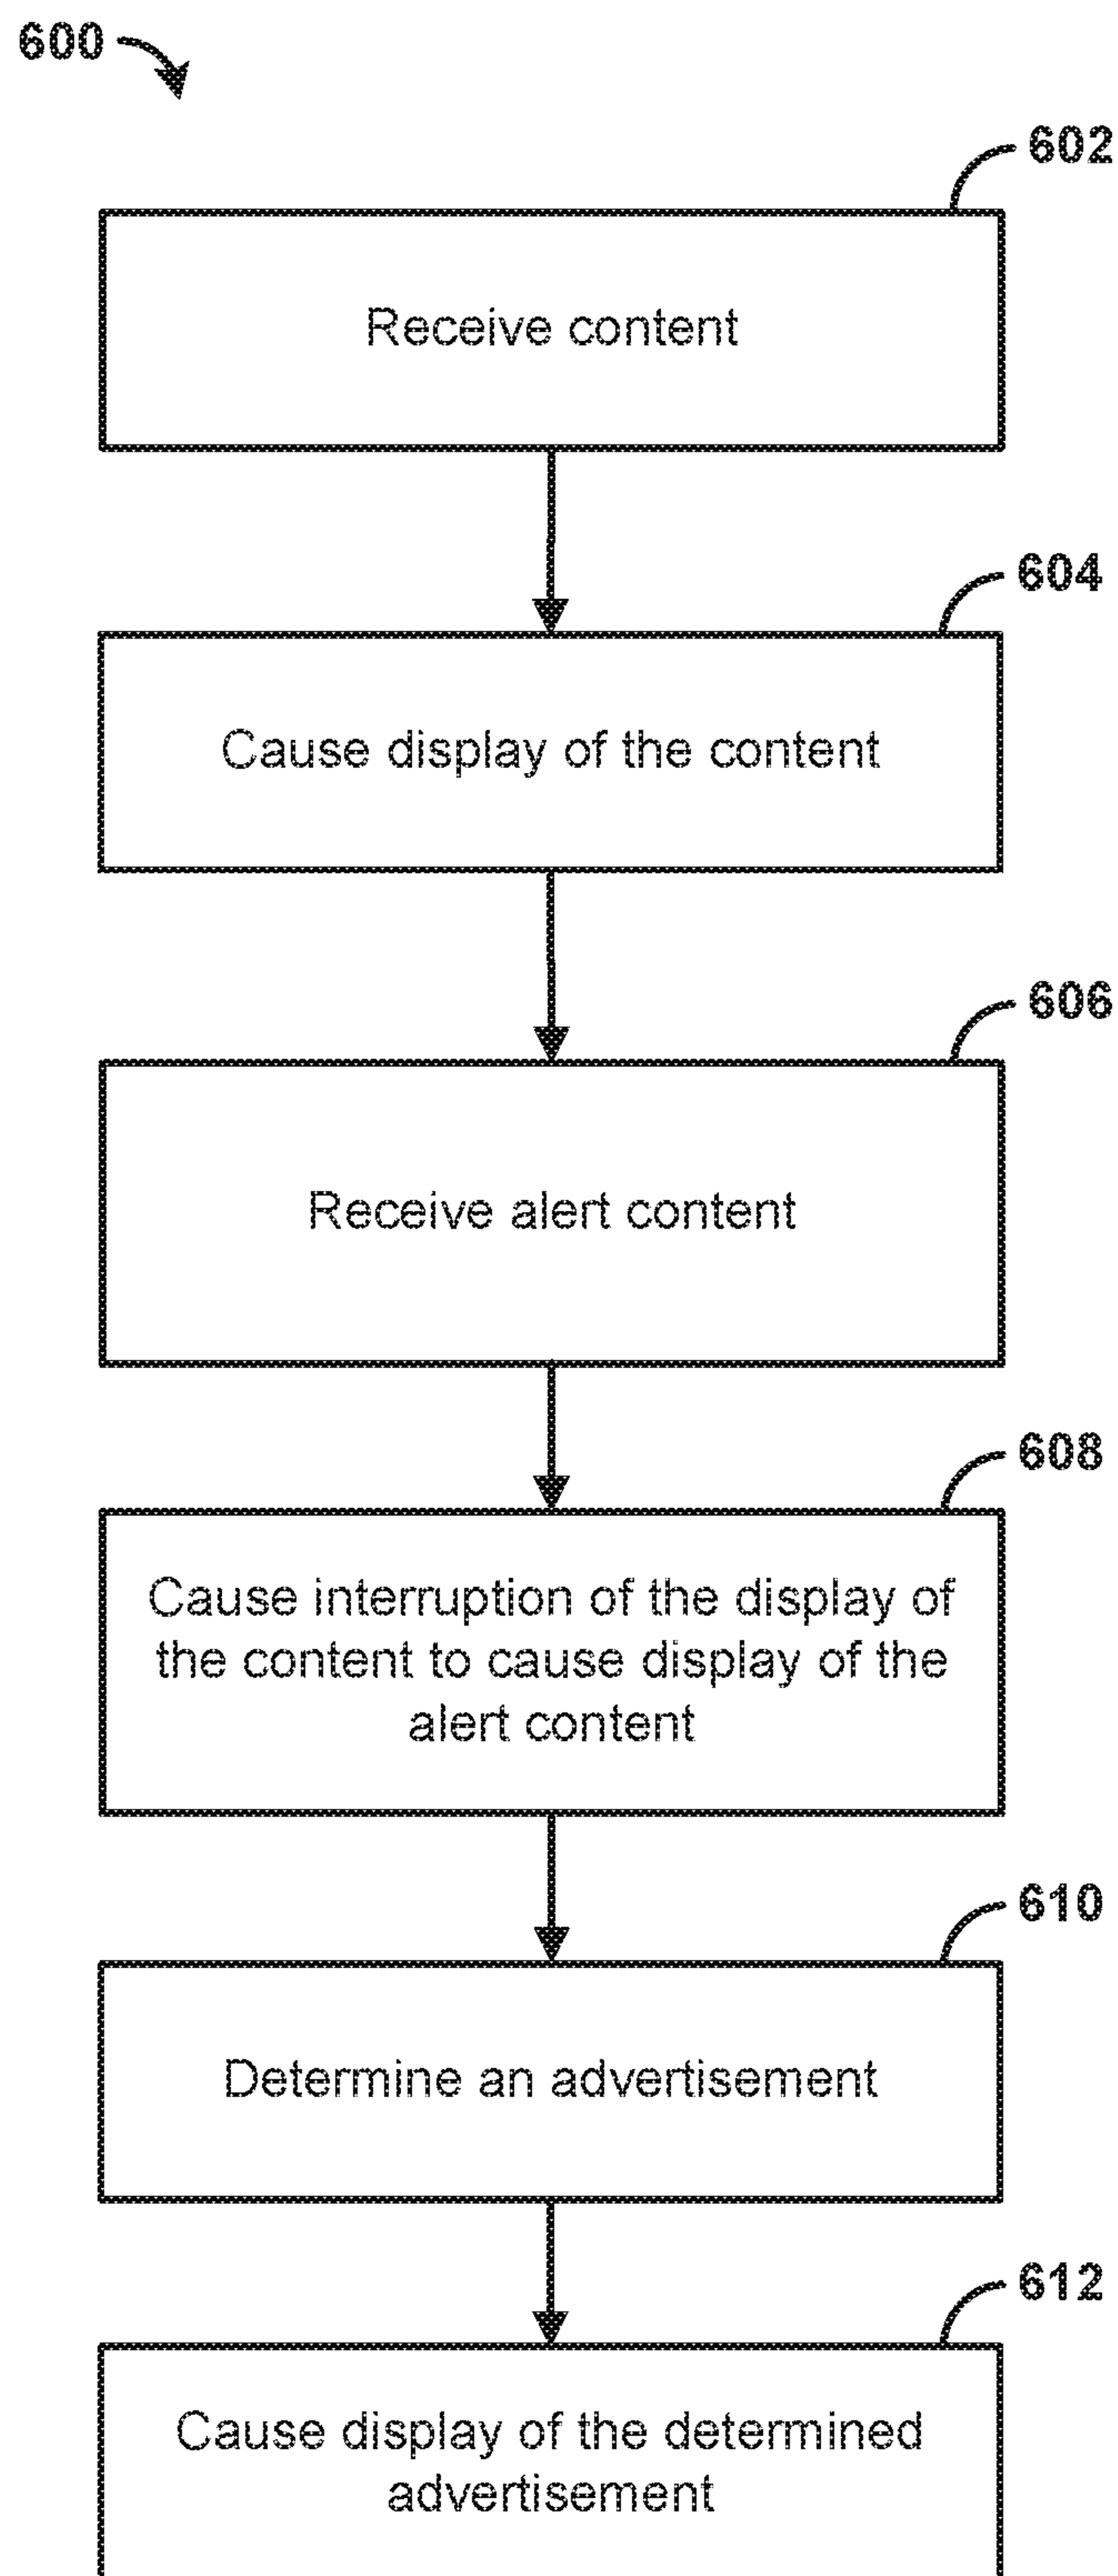 600
602
Receive content
604
Cause display of the content
606
Receive alert content
608
Cause interruption of the display of
the content to cause display of the
alert content
610
Determine an advertisement
612
Cause display of the determined
advertisement